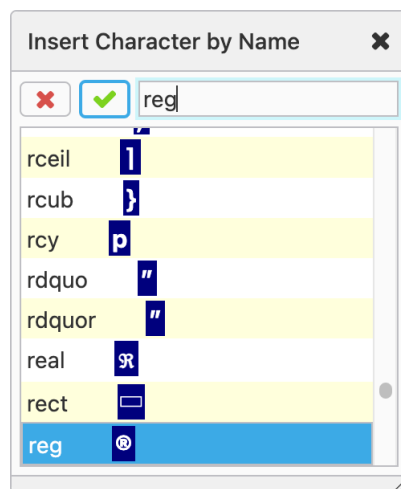 Insert Character by Name
reg
rceil ⌉
rcub }
rcy р
rdquo ”
rdquor ”
real ℜ
rect ▭
reg ®